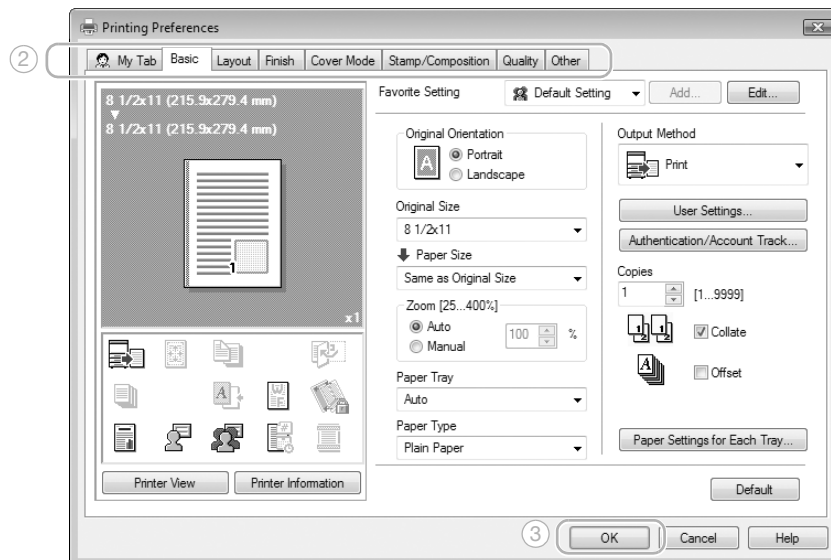 Printing Preferences
2
My Tab Basic Layout Finish Cover Mode Stamp/Composition Quality Other
8 1/2x11 (215.9x279.4 mm)
8 1/2x11 (215.9x279.4 mm)
1
x1
Printer View Printer Information
Favorite Setting Default Setting Add... Edit...
Original Orientation
A
Portrait
Landscape
Original Size
8 1/2x11
Paper Size
Same as Original Size
Zoom [25...400%]
Auto
Manual
100 %
Paper Tray
Auto
Paper Type
Plain Paper
Output Method
Print
User Settings...
Authentication/Account Track...
Copies
1 [1...9999]
Collate
Offset
Paper Settings for Each Tray...
Default
3
OK Cancel Help